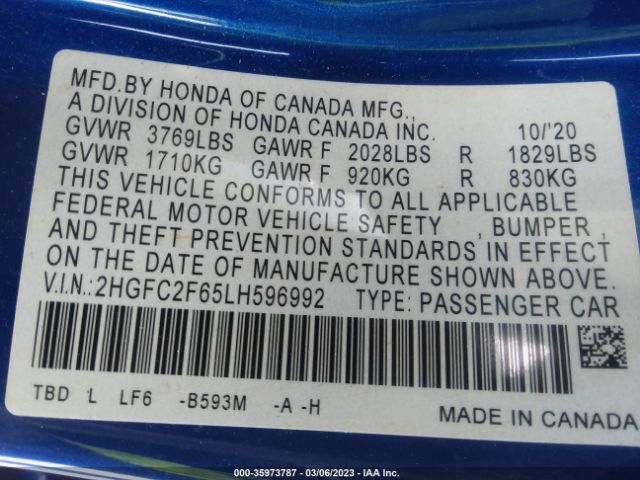 MFD.BY HONDA OF CANADA MFG.,
A DIVISION OF HONDA CANADA INC. 10/'20
GVWR 3769LBS GAWR F 2028LBS R 1829LBS
GVWR 1710KG GAWR F 920KG R 830KG
THIS VEHICLE CONFORMS TO ALL APPLICABLE
FEDERAL MOTOR VEHICLE SAFETY , BUMPER ,
AND THEFT PREVENTION STANDARDS IN EFFECT
ON THE DATE OF MANUFACTURE SHOWN ABOVE.
V.I.N.:2HGFC2F65LH596992 TYPE: PASSENGER CAR
TBD L LF6 -B593M -A -H
MADE IN CANADA
000-35973787 - 03/06/2023 - IAA Inc.